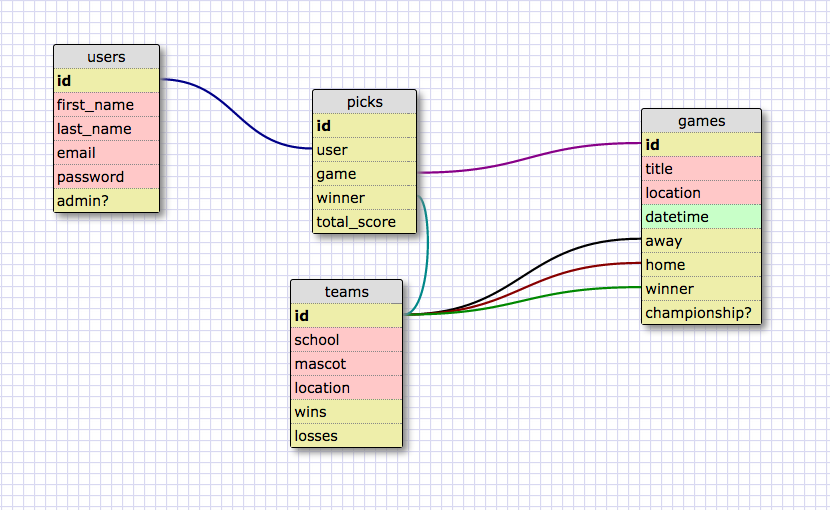 users
id
first_name
last_name
email
password
admin?
picks
id
user
game
winner
total_score
games
id
title
location
datetime
away
home
winner
championship?
teams
id
school
mascot
location
wins
losses